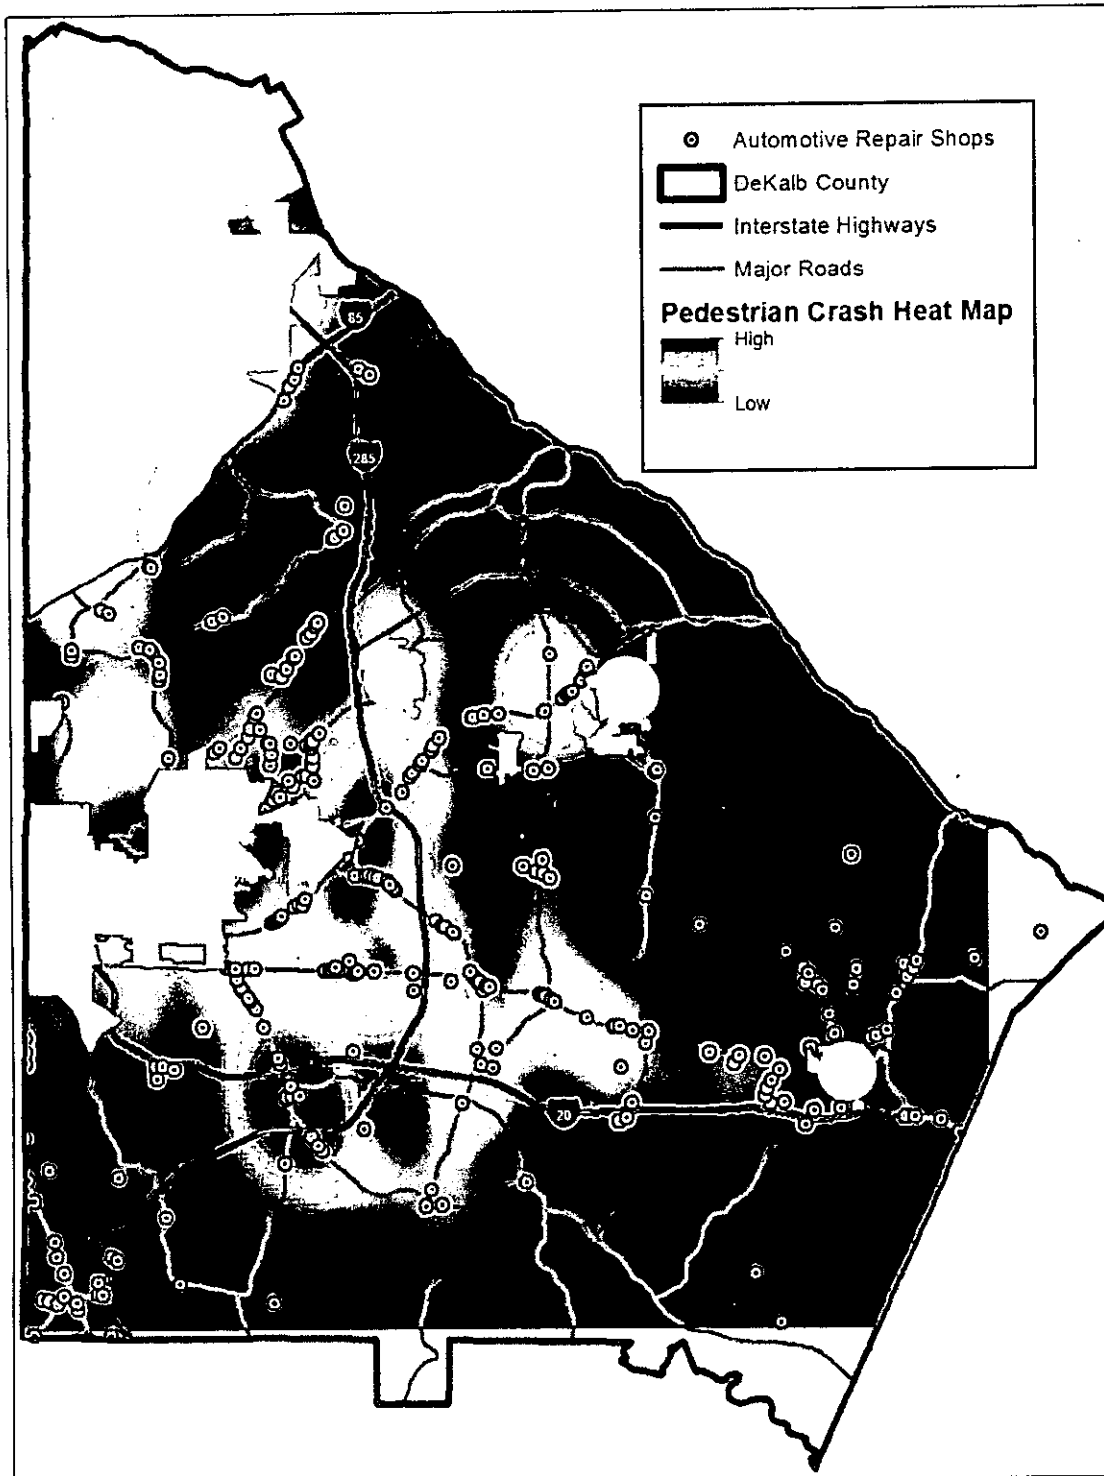 Automotive Repair Shops
DeKalb County
Interstate Highways
Major Roads
Pedestrian Crash Heat Map
High
Low
85
285
20